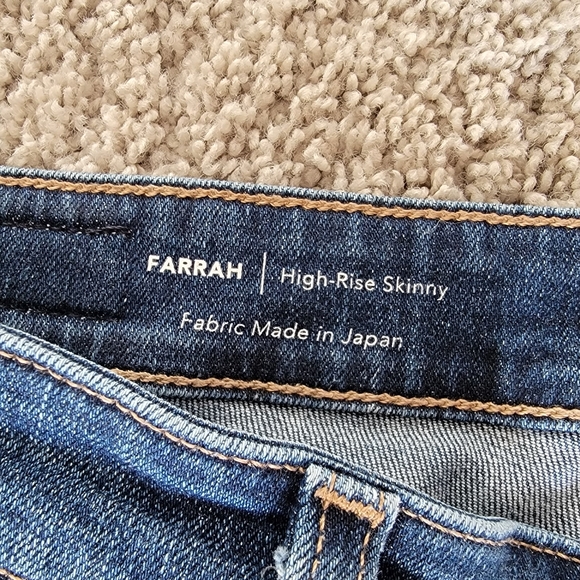 FARRAH | High-Rise Skinny
Fabric Made in Japan